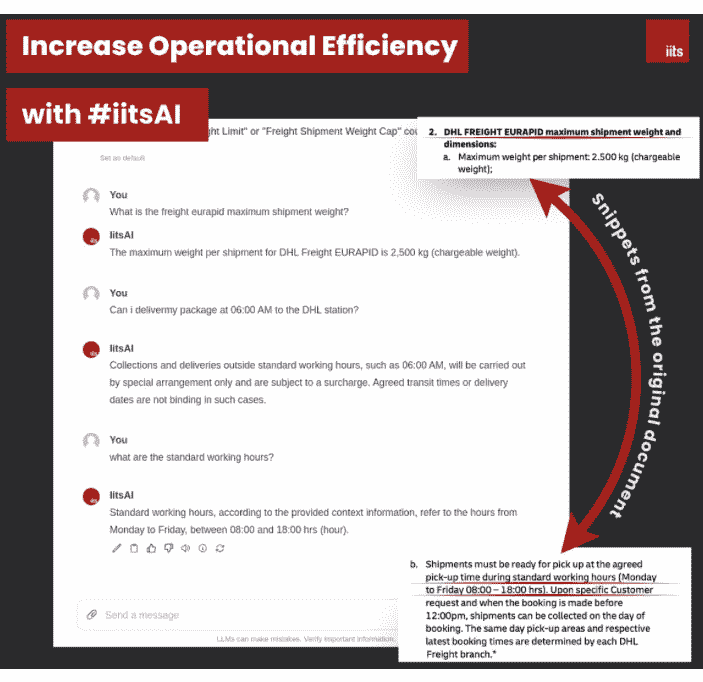 Increase Operational Efficiency
iits
with #iitsAI
ht Limit" or "Freight Shipment Weight Cap" cou
Set as default
2. DHL FREIGHT EURAPID maximum shipment weight and
dimensions:
a. Maximum weight per shipment: 2.500 kg (chargeable
weight);
You
What is the freight eurapid maximum shipment weight?
IitsAI
The maximum weight per shipment for DHL Freight EURAPID is 2,500 kg (chargeable weight).
You
Can i delivermy package at 06:00 AM to the DHL station?
IitsAI
Collections and deliveries outside standard working hours, such as 06:00 AM, will be carried out
by special arrangement only and are subject to a surcharge. Agreed transit times or delivery
dates are not binding in such cases.
You
what are the standard working hours?
IitsAI
Standard working hours, according to the provided context information, refer to the hours from
Monday to Friday, between 08:00 and 18:00 hrs (hour).
Snippets from the original document
Send a message
LLMs can make mistakes. Verify important information.
b. Shipments must be ready for pick up at the agreed
pick-up time during standard working hours (Monday
to Friday 08:00 – 18:00 hrs). Upon specific Customer
request and when the booking is made before
12:00pm, shipments can be collected on the day of
booking. The same day pick-up areas and respective
latest booking times are determined by each DHL
Freight branch.*